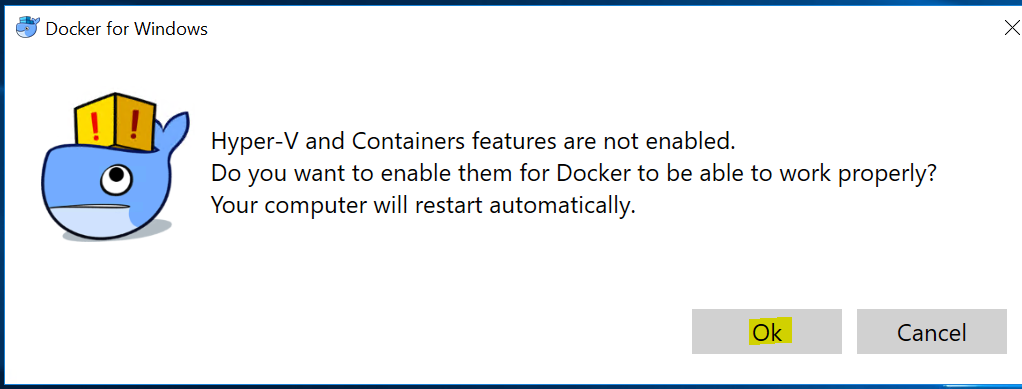 Docker for Windows
Hyper-V and Containers features are not enabled.
Do you want to enable them for Docker to be able to work properly?
Your computer will restart automatically.
Ok
Cancel